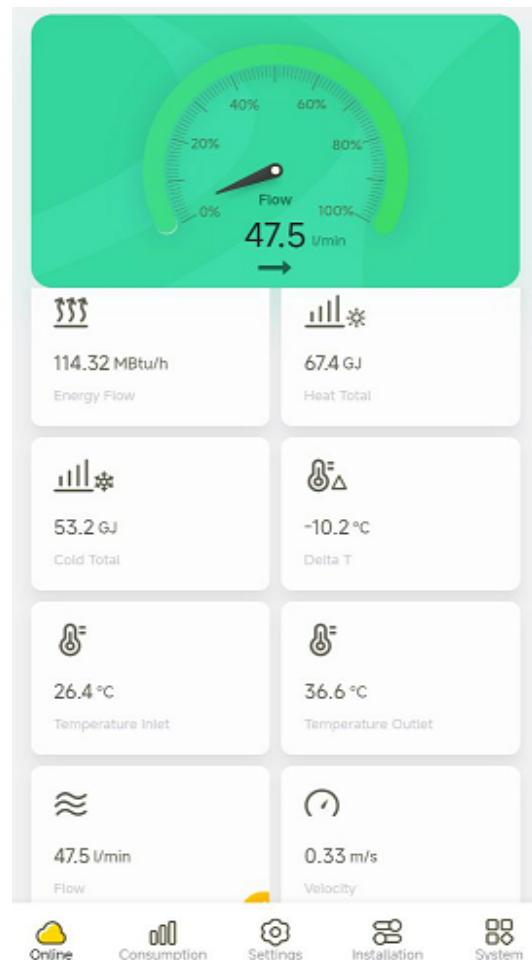 40% 60%
20% 80%
0% Flow 100%
47.5 l/min
114.32 MBtu/h 67.4 GJ
Energy Flow Heat Total
53.2 GJ -10.2 °C
Cold Total Delta T
26.4 °C 36.6 °C
Temperature Inlet Temperature Outlet
47.5 l/min 0.33 m/s
Flow Velocity
Online Consumption Settings Installation System